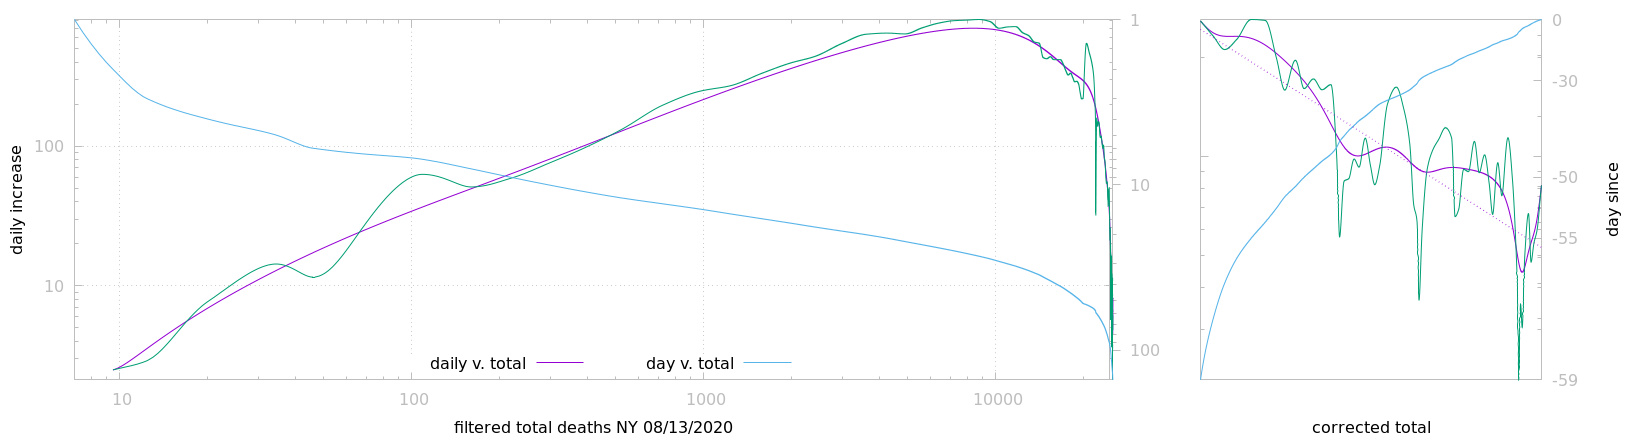 daily increase
100
10
10
100
1000
10000
daily v. total
day v. total
1
10
100
filtered total deaths NY 08/13/2020
0
-30
-50
-55
-59
day since
corrected total